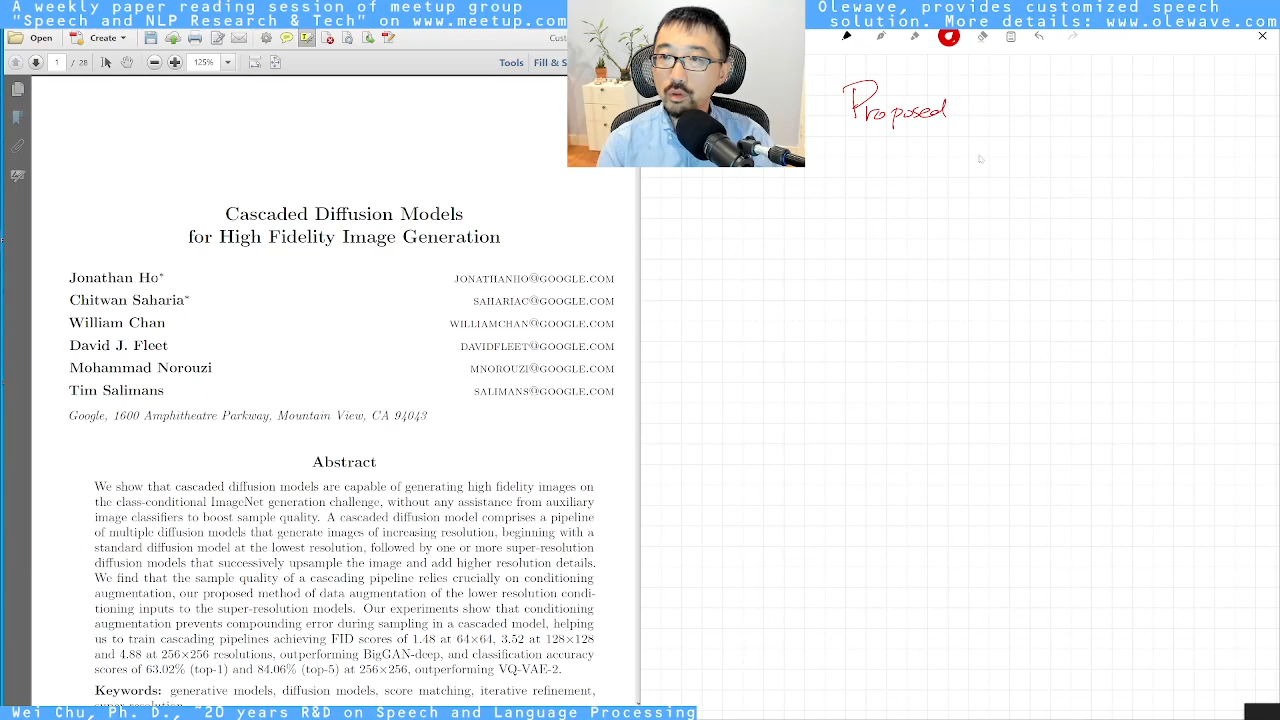 A weekly paper reading session of meetup group
"Speech and NLP Research & Tech" on www.meetup.com
Olewave, provides customized speech
solution. More details: www.olewave.com
Open
Create
1 / 28
125%
Tools
Fill & S
Proposed
Cascaded Diffusion Models
for High Fidelity Image Generation
Jonathan Ho* JONATHANHO@GOOGLE.COM
Chitwan Saharia* SAHARIAC@GOOGLE.COM
William Chan WILLIAMCHAN@GOOGLE.COM
David J. Fleet DAVIDFLEET@GOOGLE.COM
Mohammad Norouzi MNOROUZI@GOOGLE.COM
Tim Salimans SALIMANS@GOOGLE.COM
Google, 1600 Amphitheatre Parkway, Mountain View, CA 94043
Abstract
We show that cascaded diffusion models are capable of generating high fidelity images on
the class-conditional ImageNet generation challenge, without any assistance from auxiliary
image classifiers to boost sample quality. A cascaded diffusion model comprises a pipeline
of multiple diffusion models that generate images of increasing resolution, beginning with a
standard diffusion model at the lowest resolution, followed by one or more super-resolution
diffusion models that successively upsample the image and add higher resolution details.
We find that the sample quality of a cascading pipeline relies crucially on conditioning
augmentation, our proposed method of data augmentation of the lower resolution condi-
tioning inputs to the super-resolution models. Our experiments show that conditioning
augmentation prevents compounding error during sampling in a cascaded model, helping
us to train cascading pipelines achieving FID scores of 1.48 at 64×64, 3.52 at 128×128
and 4.88 at 256×256 resolutions, outperforming BigGAN-deep, and classification accuracy
scores of 63.02% (top-1) and 84.06% (top-5) at 256×256, outperforming VQ-VAE-2.
Keywords: generative models, diffusion models, score matching, iterative refinement,
Wei Chu, Ph. D., ~20 years R&D on Speech and Language Processing